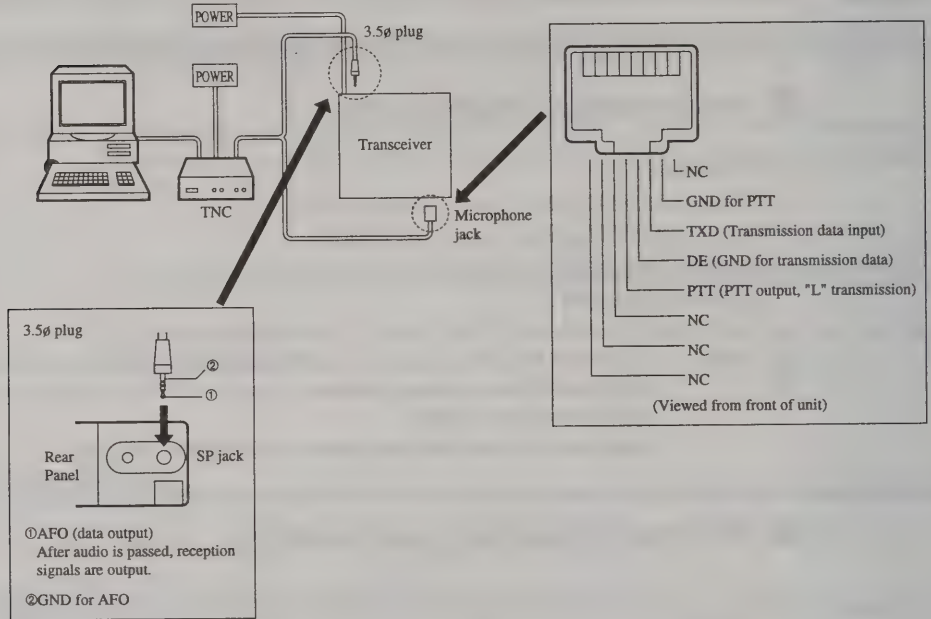 POWER
3.5ø plug
POWER
Transceiver
TNC
Microphone
jack
NC
GND for PTT
TXD (Transmission data input)
DE (GND for transmission data)
PTT (PTT output, "L" transmission)
NC
NC
NC
(Viewed from front of unit)
3.5ø plug
②
①
Rear
Panel
SP jack
①AFO (data output)
After audio is passed, reception
signals are output.
②GND for AFO